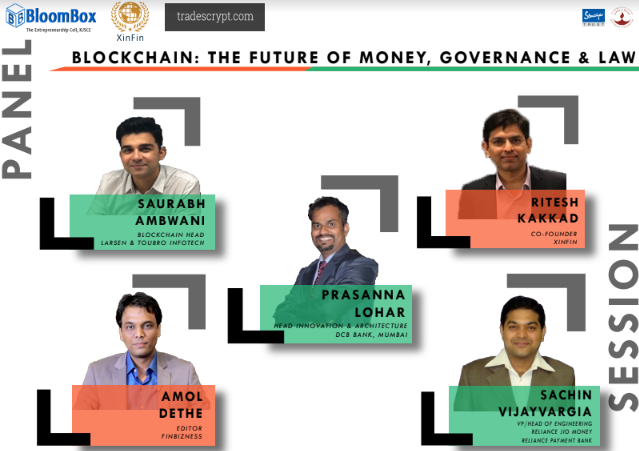 BloomBox
The Entrepreneurship Cell, KJSCE
XinFin
tradescrypt.com
Somaiya
TRUST
BLOCKCHAIN: THE FUTURE OF MONEY, GOVERNANCE & LAW
PANEL
SAURABH
AMBWANI
BLOCKCHAIN HEAD
LARSEN & TOUBRO INFOTECH
RITESH
KAKKAD
CO-FOUNDER
XINFIN
PRASANNA
LOHAR
HEAD INNOVATION & ARCHITECTURE
DCB BANK, MUMBAI
AMOL
DETHE
EDITOR
FINBIZNESS
SACHIN
VIJAYVARGIA
VP/HEAD OF ENGINEERING
RELIANCE JIO MONEY
RELIANCE PAYMENT BANK
SESSION